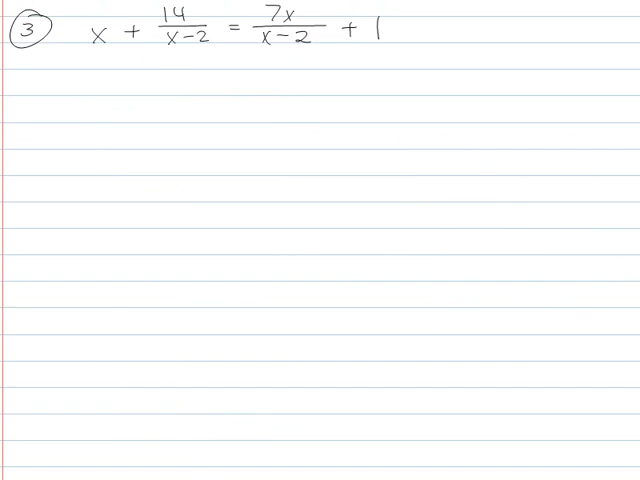 ③ x + 14/(x-2) = 7x/(x-2) + 1